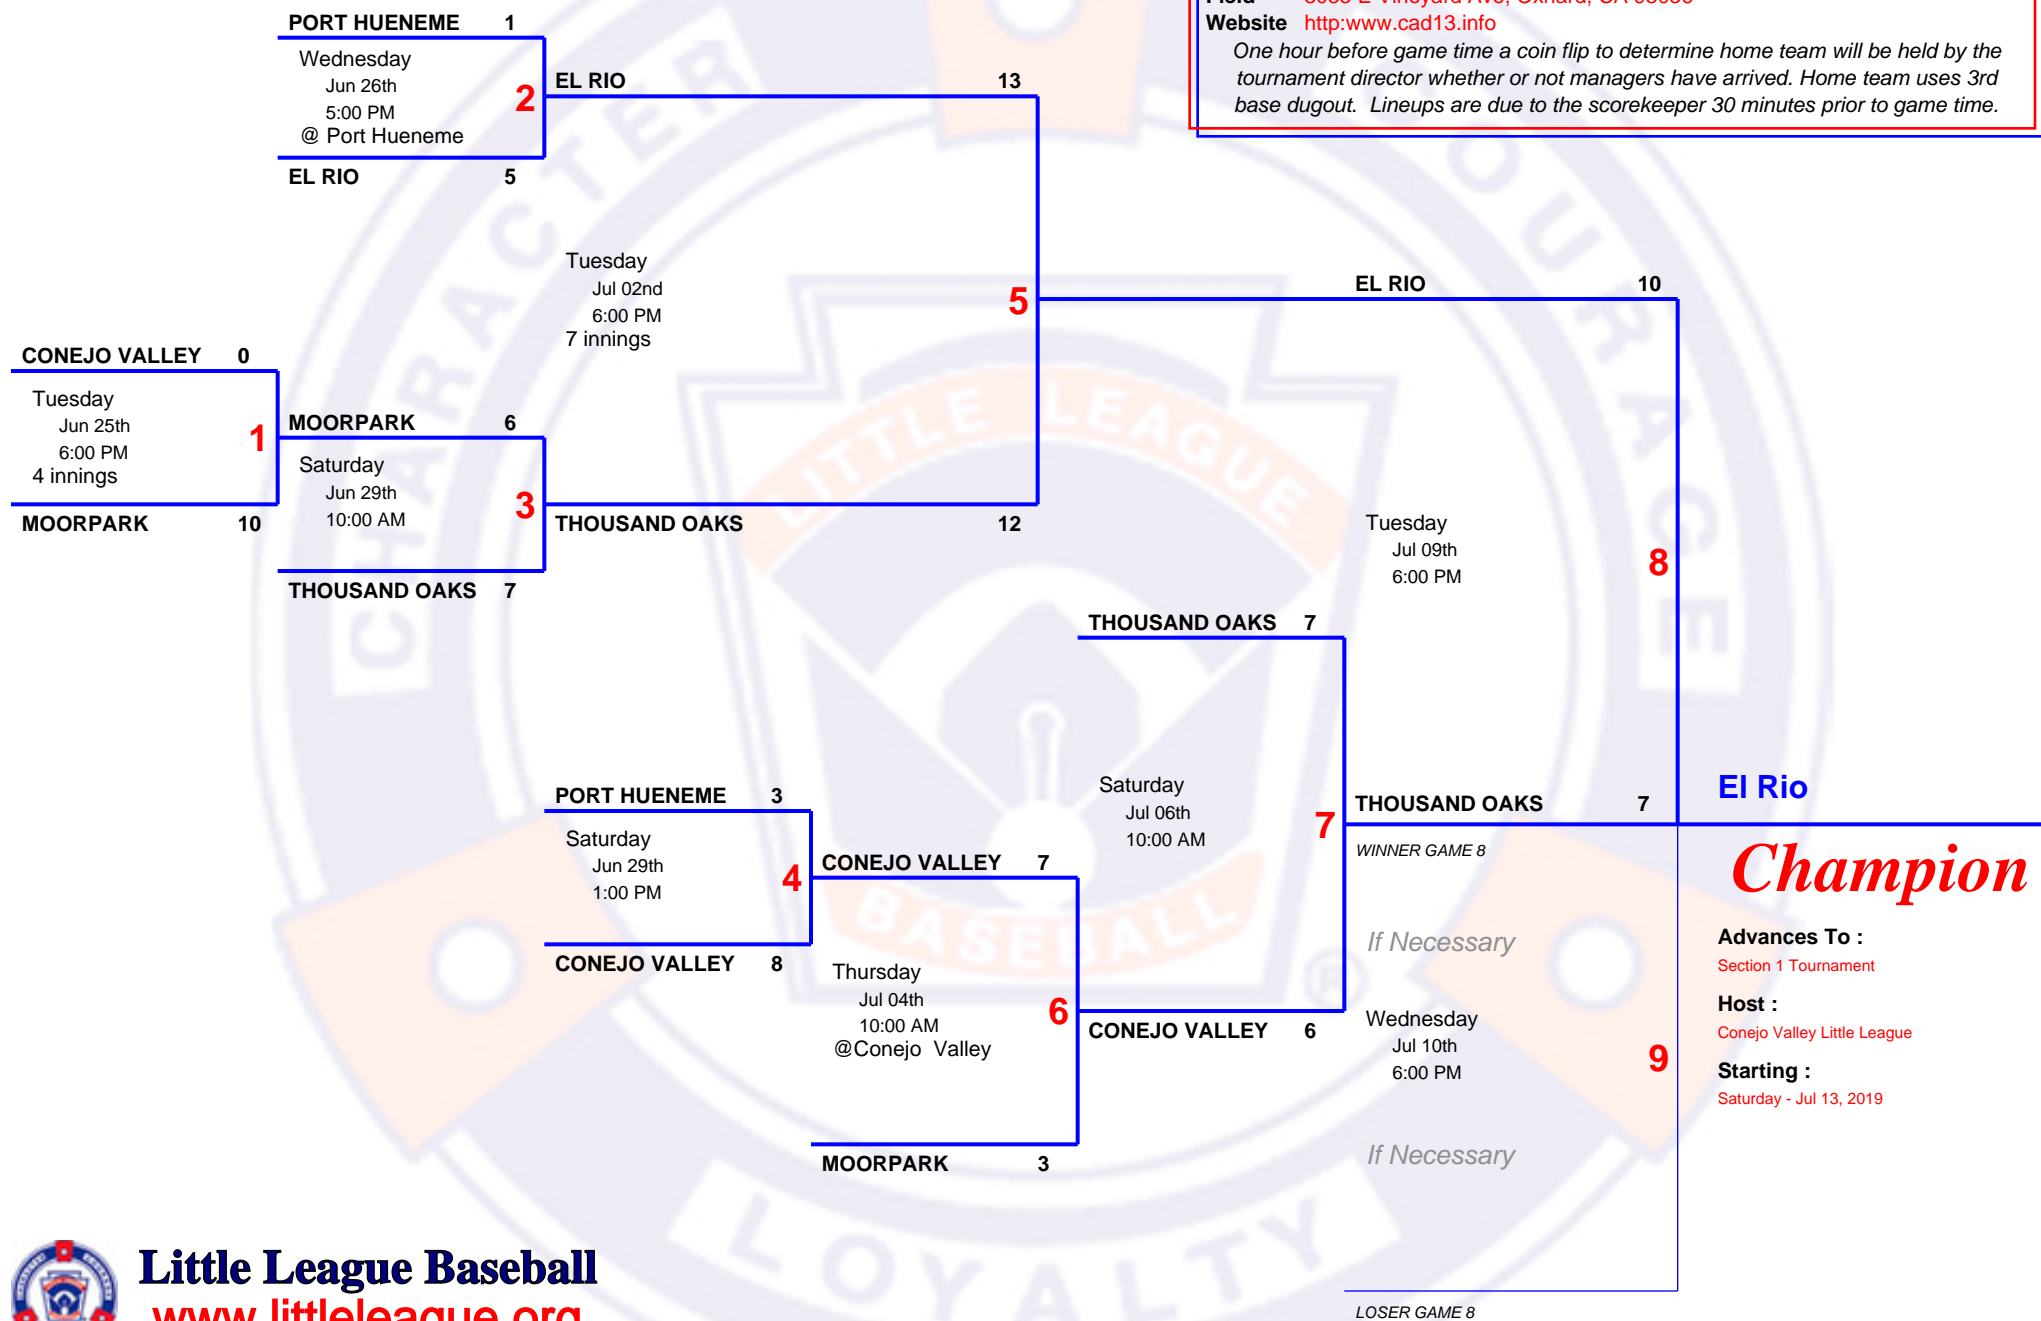 Website http:www.cad13.info
One hour before game time a coin flip to determine home team will be held by the
tournament director whether or not managers have arrived. Home team uses 3rd
base dugout. Lineups are due to the scorekeeper 30 minutes prior to game time.
PORT HUENEME 1
Wednesday
Jun 26th
5:00 PM
@ Port Hueneme
2
EL RIO 5
EL RIO 13
Tuesday
Jul 02nd
6:00 PM
7 innings
5
CONEJO VALLEY 0
Tuesday
Jun 25th
6:00 PM
4 innings
1
MOORPARK 10
MOORPARK 6
Saturday
Jun 29th
10:00 AM
3
THOUSAND OAKS 7
THOUSAND OAKS 12
EL RIO 10
Tuesday
Jul 09th
6:00 PM
8
THOUSAND OAKS 7
Saturday
Jul 06th
10:00 AM
7
PORT HUENEME 3
Saturday
Jun 29th
1:00 PM
4
CONEJO VALLEY 8
CONEJO VALLEY 7
Thursday
Jul 04th
10:00 AM
@Conejo Valley
6
MOORPARK 3
CONEJO VALLEY 6
THOUSAND OAKS 7
WINNER GAME 8
If Necessary
Wednesday
Jul 10th
6:00 PM
9
If Necessary
LOSER GAME 8
El Rio
Champion
Advances To :
Section 1 Tournament
Host :
Conejo Valley Little League
Starting :
Saturday - Jul 13, 2019
CHARACTER
COURAGE
LOYALTY
LITTLE LEAGUE
BASEBALL
®
Little League Baseball
www.littleleague.org